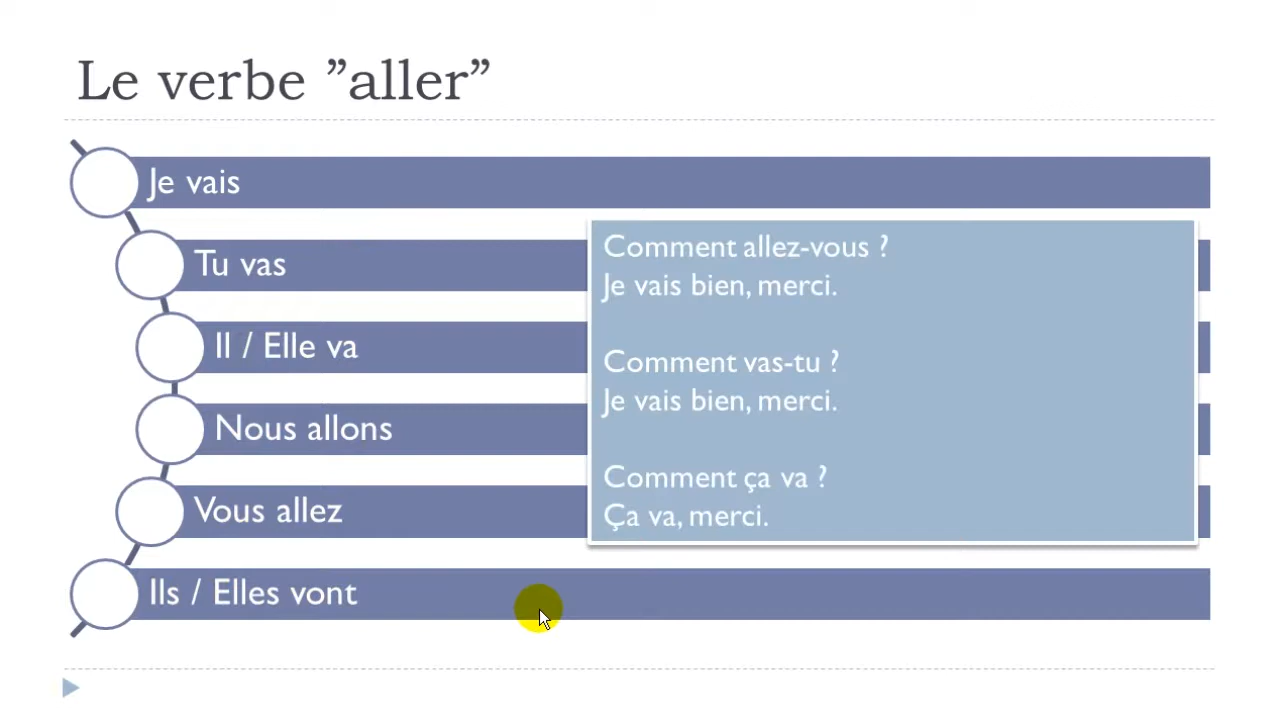 Le verbe ”aller”
Je vais
Tu vas
Il / Elle va
Nous allons
Vous allez
Ils / Elles vont
Comment allez-vous ?
Je vais bien, merci.
Comment vas-tu ?
Je vais bien, merci.
Comment ça va ?
Ça va, merci.